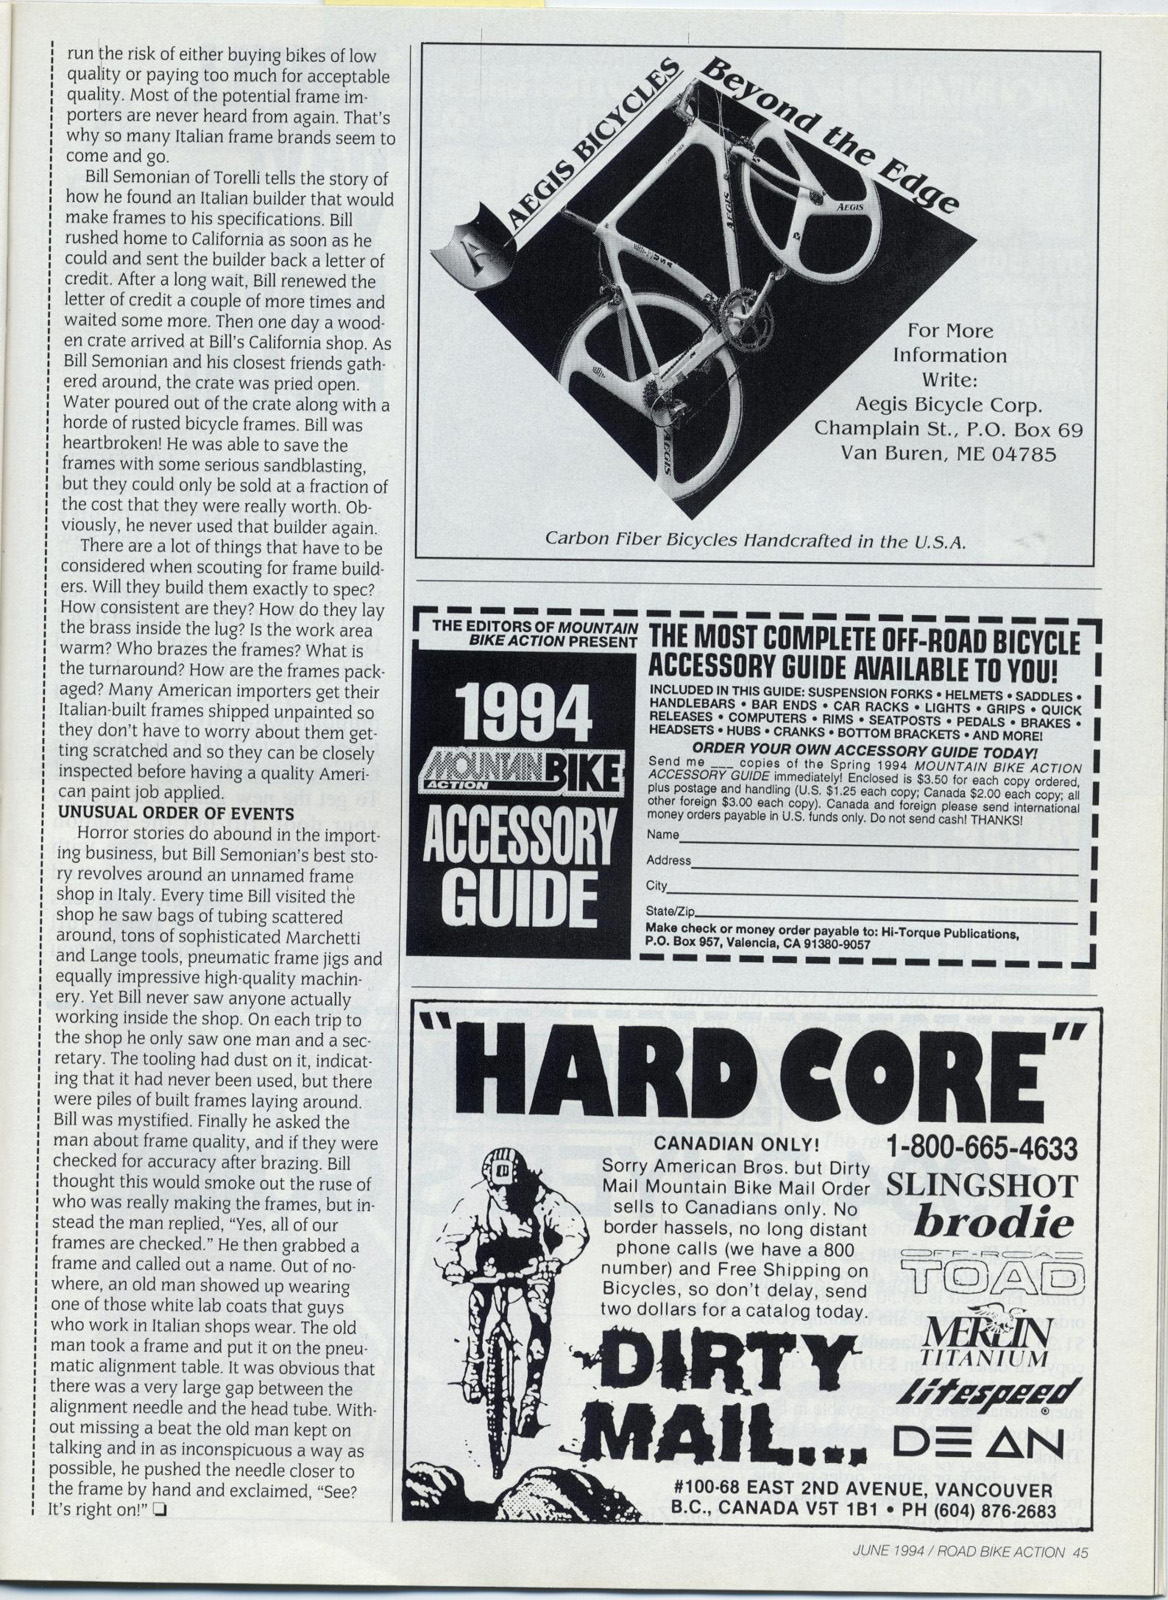 run the risk of either buying bikes of low
quality or paying too much for acceptable
quality. Most of the potential frame im-
porters are never heard from again. That's
why so many Italian frame brands seem to
come and go.
Bill Semonian of Torelli tells the story of
how he found an Italian builder that would
make frames to his specifications. Bill
rushed home to California as soon as he
could and sent the builder back a letter of
credit. After a long wait, Bill renewed the
letter of credit a couple of more times and
waited some more. Then one day a wood-
en crate arrived at Bill's California shop. As
Bill Semonian and his closest friends gath-
ered around, the crate was pried open.
Water poured out of the crate along with a
horde of rusted bicycle frames. Bill was
heartbroken! He was able to save the
frames with some serious sandblasting,
but they could only be sold at a fraction of
the cost that they were really worth. Ob-
viously, he never used that builder again.
There are a lot of things that have to be
considered when scouting for frame build-
ers. Will they build them exactly to spec?
How consistent are they? How do they lay
the brass inside the lug? Is the work area
warm? Who brazes the frames? What is
the turnaround? How are the frames pack-
aged? Many American importers get their
Italian-built frames shipped unpainted so
they don't have to worry about them get-
ting scratched and so they can be closely
inspected before having a quality Ameri-
can paint job applied.
UNUSUAL ORDER OF EVENTS
Horror stories do abound in the import-
ing business, but Bill Semonian's best sto-
ry revolves around an unnamed frame
shop in Italy. Every time Bill visited the
shop he saw bags of tubing scattered
around, tons of sophisticated Marchetti
and Lange tools, pneumatic frame jigs and
equally impressive high-quality machin-
ery. Yet Bill never saw anyone actually
working inside the shop. On each trip to
the shop he only saw one man and a sec-
retary. The tooling had dust on it, indicat-
ing that it had never been used, but there
were piles of built frames laying around.
Bill was mystified. Finally he asked the
man about frame quality, and if they were
checked for accuracy after brazing. Bill
thought this would smoke out the ruse of
who was really making the frames, but in-
stead the man replied, "Yes, all of our
frames are checked." He then grabbed a
frame and called out a name. Out of no-
where, an old man showed up wearing
one of those white lab coats that guys
who work in Italian shops wear. The old
man took a frame and put it on the pneu-
matic alignment table. It was obvious that
there was a very large gap between the
alignment needle and the head tube. With-
out missing a beat the old man kept on
talking and in as inconspicuous a way as
possible, he pushed the needle closer to
the frame by hand and exclaimed, "See?
It's right on!" ❏
A
AEGIS BICYCLES
Beyond the Edge
AEGIS
AEGIS
USA
AEGIS
For More
Information
Write:
Aegis Bicycle Corp.
Champlain St., P.O. Box 69
Van Buren, ME 04785
Carbon Fiber Bicycles Handcrafted in the U.S.A.
THE EDITORS OF MOUNTAIN
BIKE ACTION PRESENT
1994
MOUNTAIN BIKE
ACTION
ACCESSORY
GUIDE
THE MOST COMPLETE OFF-ROAD BICYCLE
ACCESSORY GUIDE AVAILABLE TO YOU!
INCLUDED IN THIS GUIDE: SUSPENSION FORKS • HELMETS • SADDLES •
HANDLEBARS • BAR ENDS • CAR RACKS • LIGHTS • GRIPS • QUICK
RELEASES • COMPUTERS • RIMS • SEATPOSTS • PEDALS • BRAKES •
HEADSETS • HUBS • CRANKS • BOTTOM BRACKETS • AND MORE!
ORDER YOUR OWN ACCESSORY GUIDE TODAY!
Send me ___ copies of the Spring 1994 MOUNTAIN BIKE ACTION
ACCESSORY GUIDE immediately! Enclosed is $3.50 for each copy ordered,
plus postage and handling (U.S. $1.25 each copy; Canada $2.00 each copy; all
other foreign $3.00 each copy). Canada and foreign please send international
money orders payable in U.S. funds only. Do not send cash! THANKS!
Name
Address
City
State/Zip
Make check or money order payable to: Hi-Torque Publications,
P.O. Box 957, Valencia, CA 91380-9057
"HARD CORE"
CANADIAN ONLY!
Sorry American Bros. but Dirty
Mail Mountain Bike Mail Order
sells to Canadians only. No
border hassels, no long distant
phone calls (we have a 800
number) and Free Shipping on
Bicycles, so don't delay, send
two dollars for a catalog today.
DIRTY
MAIL...
1-800-665-4633
SLINGSHOT
brodie
OFF-ROAD
TOAD
MERLIN
TITANIUM
Litespeed®
DEAN
#100-68 EAST 2ND AVENUE, VANCOUVER
B.C., CANADA V5T 1B1 • PH (604) 876-2683
JUNE 1994 / ROAD BIKE ACTION 45